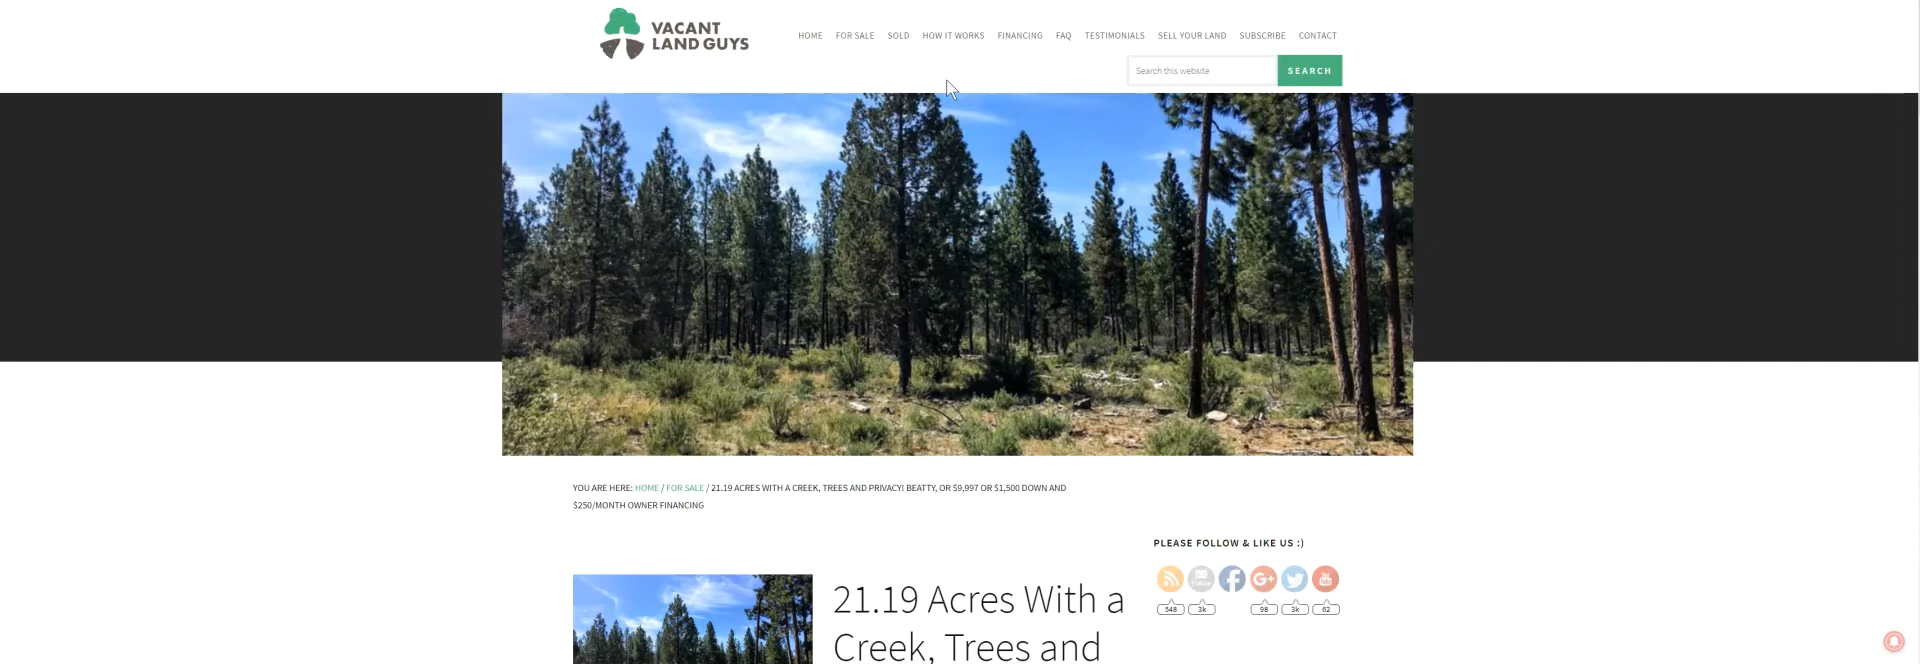 VACANT
LAND GUYS
HOME FOR SALE SOLD HOW IT WORKS FINANCING FAQ TESTIMONIALS SELL YOUR LAND SUBSCRIBE CONTACT
Search this website SEARCH
YOU ARE HERE: HOME / FOR SALE / 21.19 ACRES WITH A CREEK, TREES AND PRIVACY! BEATTY, OR $9,997 OR $1,500 DOWN AND
$250/MONTH OWNER FINANCING
21.19 Acres With a
Creek, Trees and
PLEASE FOLLOW & LIKE US :)
Follow G+ You
548 3k 98 3k 62